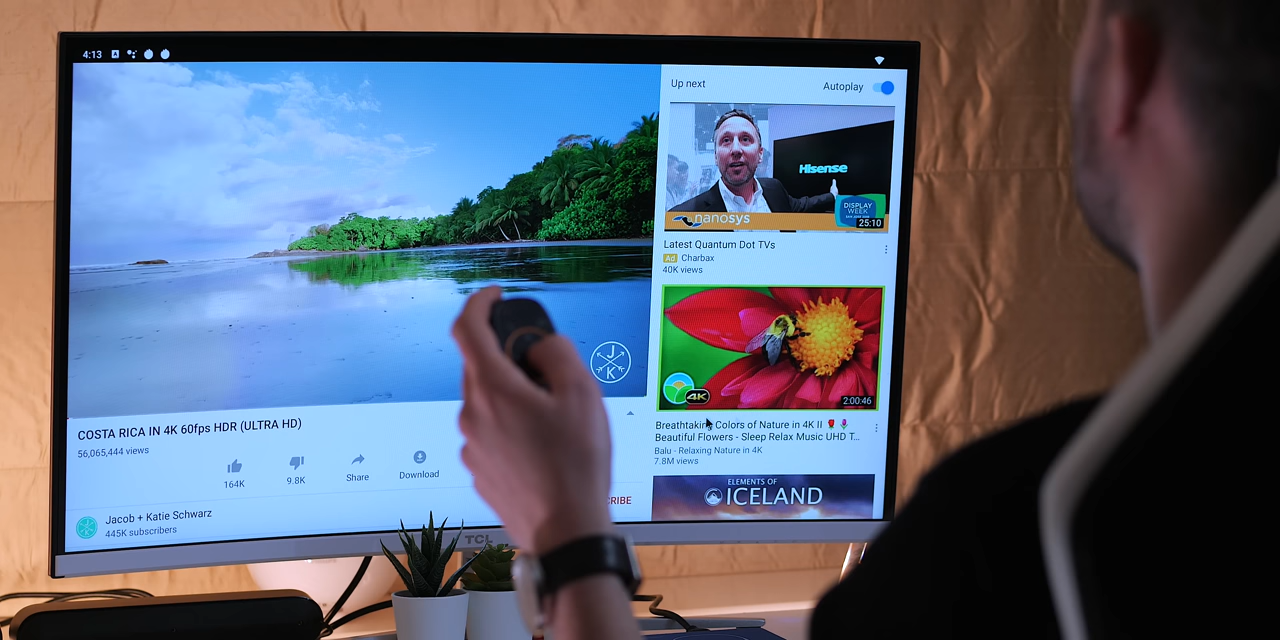 4:13
Up next
Autoplay
Hisense
nanosys
DISPLAY
WEEK
25:10
Latest Quantum Dot TVs
Ad Charbax
40K views
J
K
4K
2:00:46
COSTA RICA IN 4K 60fps HDR (ULTRA HD)
56,065,444 views
164K
9.8K
Share
Download
Breathtaking Colors of Nature in 4K II
Beautiful Flowers - Sleep Relax Music UHD T...
Balu - Relaxing Nature in 4K
7.8M views
Jacob + Katie Schwarz
445K subscribers
CRIBE
ELEMENTS OF
ICELAND
TCL